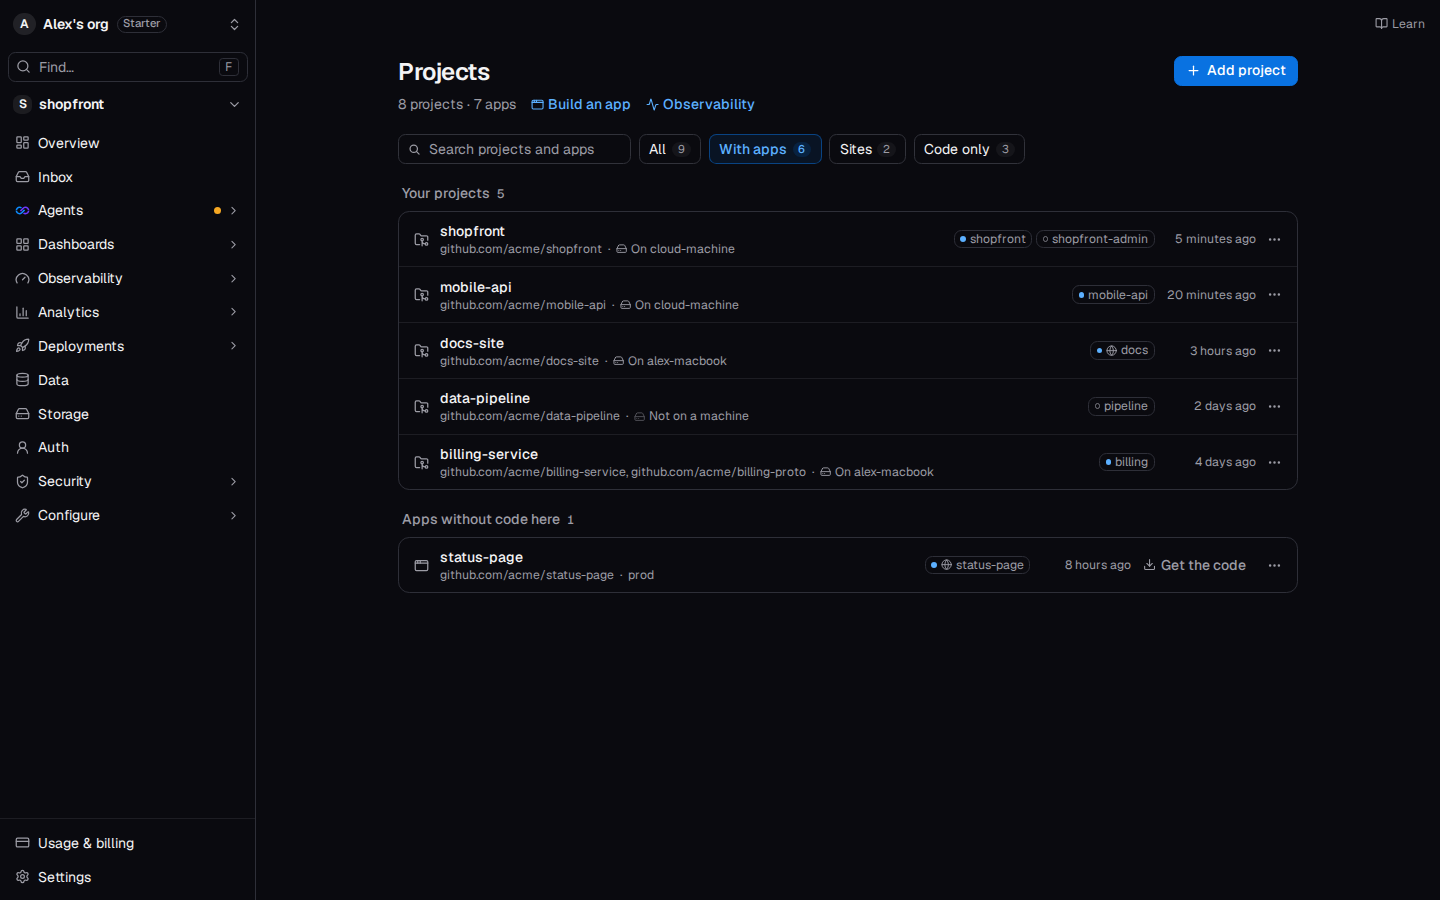 A Alex's org Starter
Find... F
S shopfront
Overview
Inbox
Agents
Dashboards
Observability
Analytics
Deployments
Data
Storage
Auth
Security
Configure
Usage & billing
Settings
Learn
Projects
Add project
8 projects · 7 apps Build an app Observability
Search projects and apps All 9 With apps 6 Sites 2 Code only 3
Your projects 5
shopfront
github.com/acme/shopfront · On cloud-machine
shopfront shopfront-admin 5 minutes ago
mobile-api
github.com/acme/mobile-api · On cloud-machine
mobile-api 20 minutes ago
docs-site
github.com/acme/docs-site · On alex-macbook
docs 3 hours ago
data-pipeline
github.com/acme/data-pipeline · Not on a machine
pipeline 2 days ago
billing-service
github.com/acme/billing-service, github.com/acme/billing-proto · On alex-macbook
billing 4 days ago
Apps without code here 1
status-page
github.com/acme/status-page · prod
status-page 8 hours ago Get the code